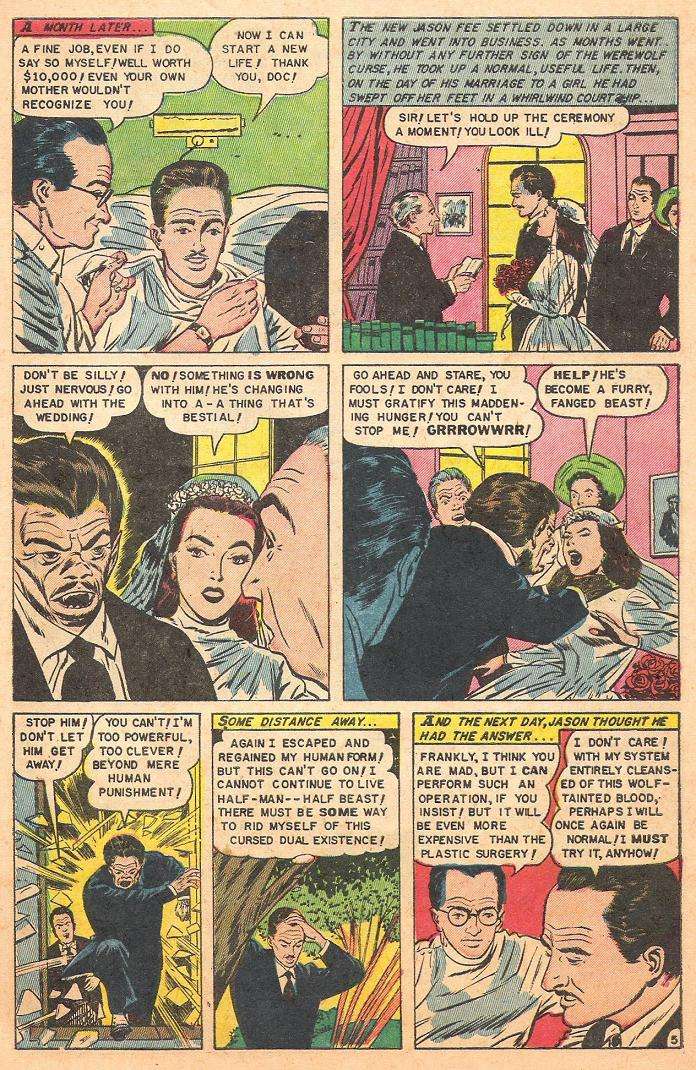 A MONTH LATER...
A FINE JOB, EVEN IF I DO
SAY SO MYSELF! WELL WORTH
$10,000! EVEN YOUR OWN
MOTHER WOULDN'T
RECOGNIZE YOU!
NOW I CAN
START A NEW
LIFE! THANK
YOU, DOC!
THE NEW JASON FEE SETTLED DOWN IN A LARGE
CITY AND WENT INTO BUSINESS. AS MONTHS WENT
BY WITHOUT ANY FURTHER SIGN OF THE WEREWOLF
CURSE, HE TOOK UP A NORMAL, USEFUL LIFE. THEN,
ON THE DAY OF HIS MARRIAGE TO A GIRL HE HAD
SWEPT OFF HER FEET IN A WHIRLWIND COURTSHIP...
SIR! LET'S HOLD UP THE CEREMONY
A MOMENT! YOU LOOK ILL!
DON'T BE SILLY!
JUST NERVOUS! GO
AHEAD WITH THE
WEDDING!
NO! SOMETHING IS WRONG
WITH HIM! HE'S CHANGING
INTO A--A THING THAT'S
BESTIAL!
GO AHEAD AND STARE, YOU
FOOLS! I DON'T CARE! I
MUST GRATIFY THIS MADDEN-
ING HUNGER! YOU CAN'T
STOP ME! GRRROWWRR!
HELP! HE'S
BECOME A FURRY,
FANGED BEAST!
STOP HIM!
DON'T LET
HIM GET
AWAY!
YOU CAN'T! I'M
TOO POWERFUL,
TOO CLEVER!
BEYOND MERE
HUMAN
PUNISHMENT!
SOME DISTANCE AWAY...
AGAIN I ESCAPED AND
REGAINED MY HUMAN FORM!
BUT THIS CAN'T GO ON! I
CANNOT CONTINUE TO LIVE
HALF-MAN--HALF BEAST!
THERE MUST BE SOME WAY
TO RID MYSELF OF THIS
CURSED DUAL EXISTENCE!
AND THE NEXT DAY, JASON THOUGHT HE
HAD THE ANSWER...
FRANKLY, I THINK YOU
ARE MAD, BUT I CAN
PERFORM SUCH AN
OPERATION, IF YOU
INSIST! BUT IT WILL
BE EVEN MORE
EXPENSIVE THAN THE
PLASTIC SURGERY!
I DON'T CARE!
WITH MY SYSTEM
ENTIRELY CLEANS-
ED OF THIS WOLF-
TAINTED BLOOD,
PERHAPS I WILL
ONCE AGAIN BE
NORMAL! I MUST
TRY IT, ANYHOW!
5